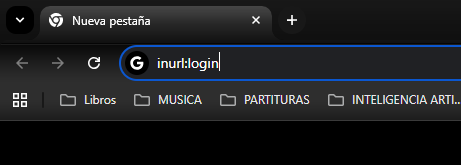 Nueva pestaña
inurl:login
Libros MUSICA PARTITURAS INTELIGENCIA ARTI...